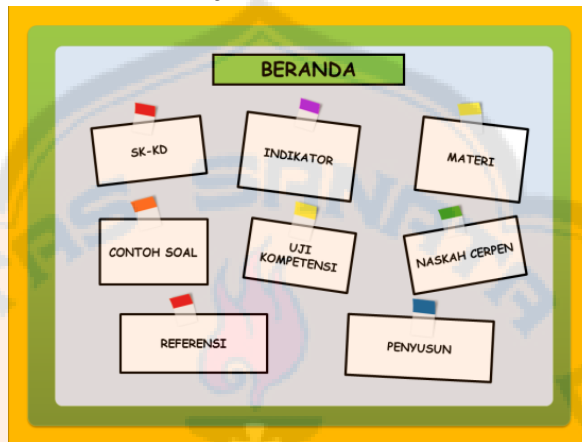 BERANDA
SK-KD
INDIKATOR
MATERI
CONTOH SOAL
UJI
KOMPETENSI
NASKAH CERPEN
REFERENSI
PENYUSUN